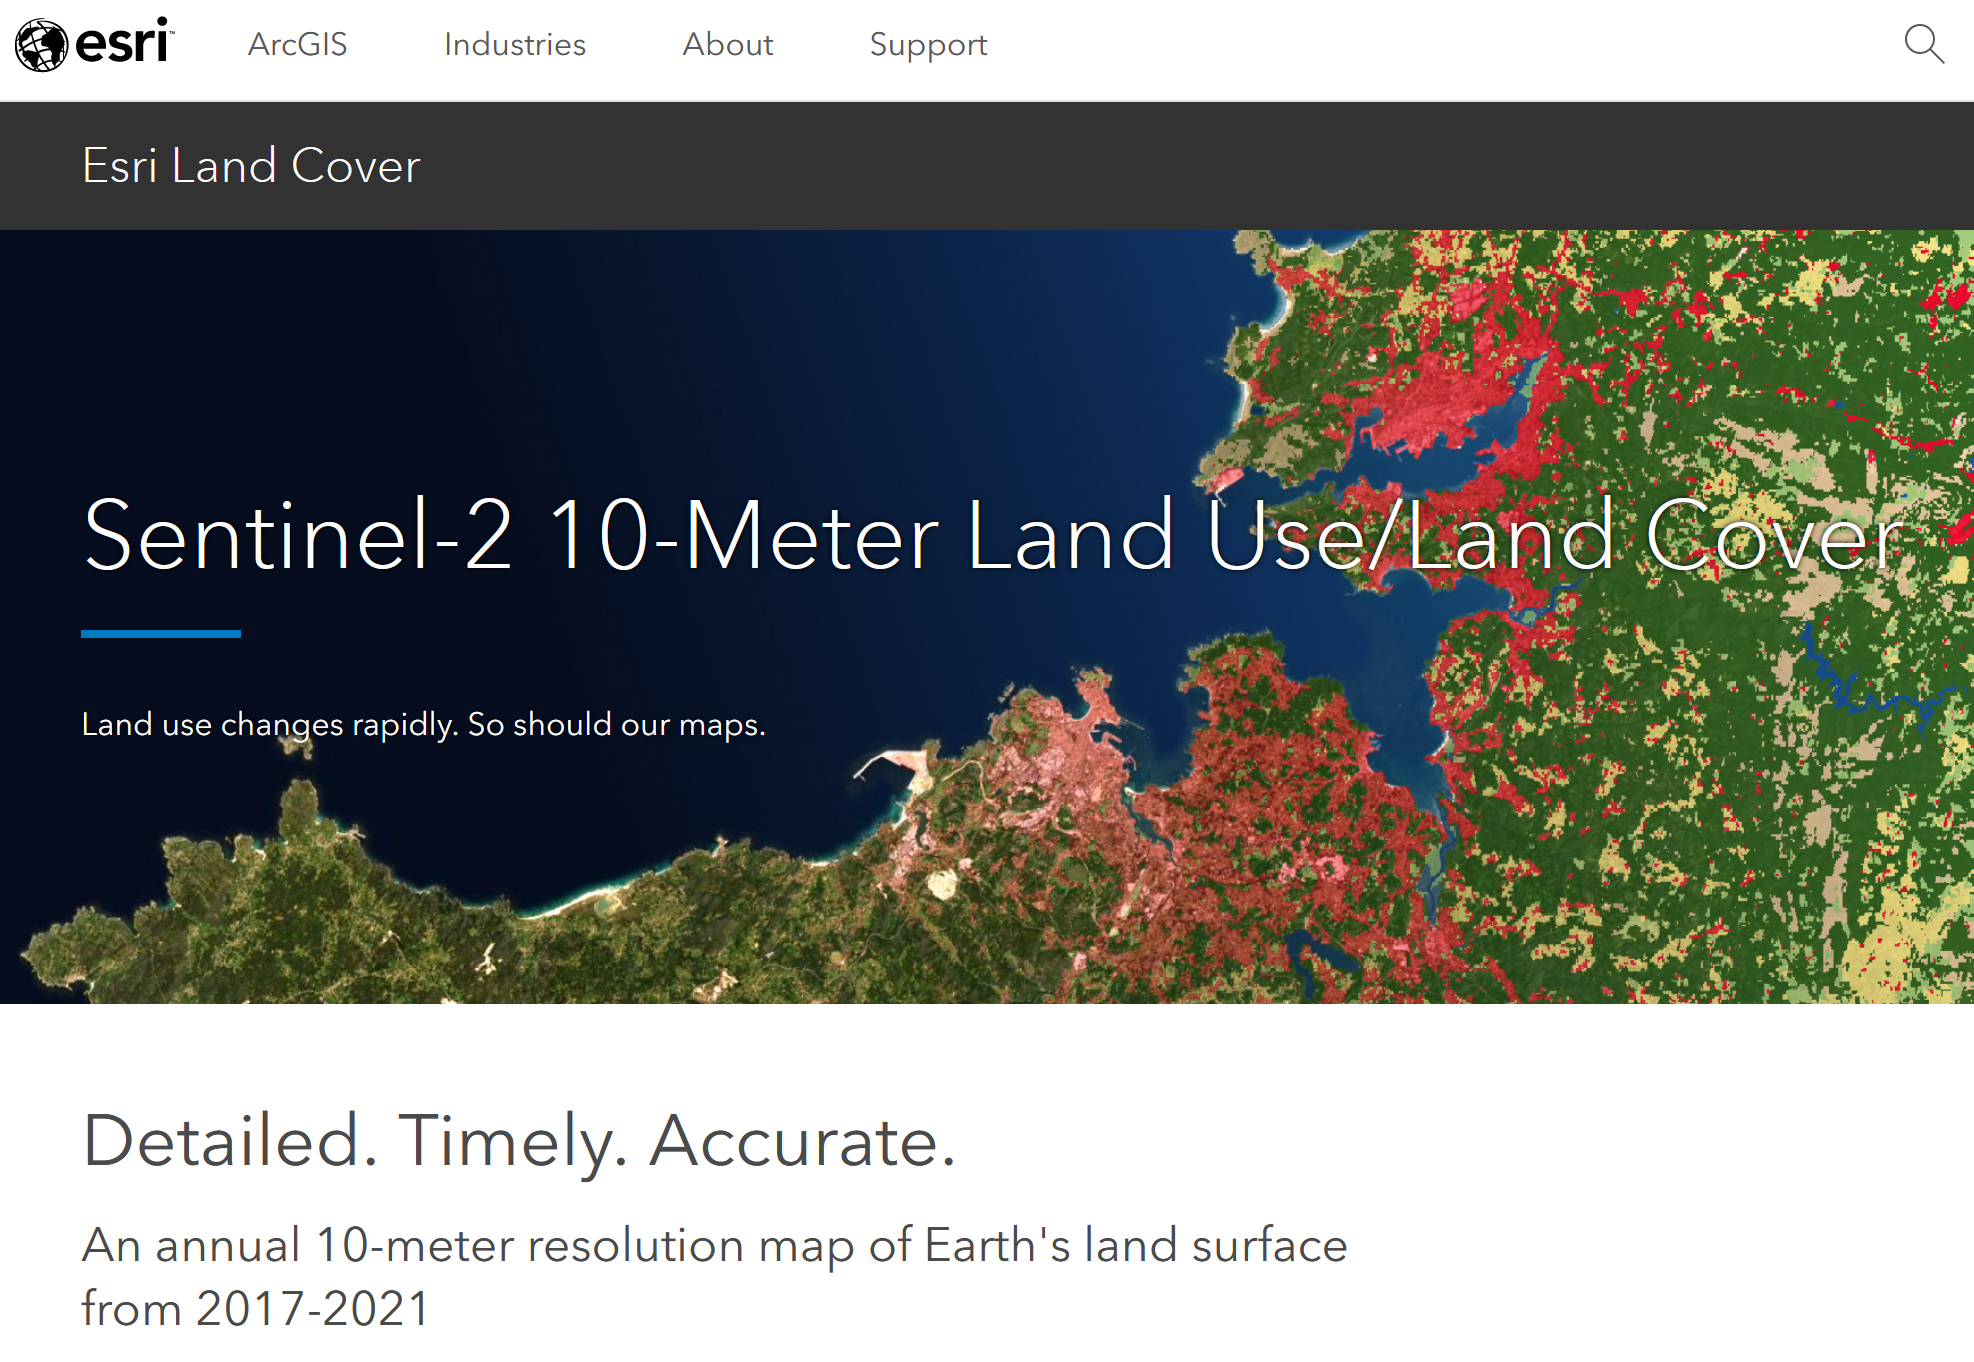 esri™
ArcGIS
Industries
About
Support
Esri Land Cover
Sentinel-2 10-Meter Land Use/Land Cover
Land use changes rapidly. So should our maps.
Detailed. Timely. Accurate.
An annual 10-meter resolution map of Earth's land surface
from 2017-2021